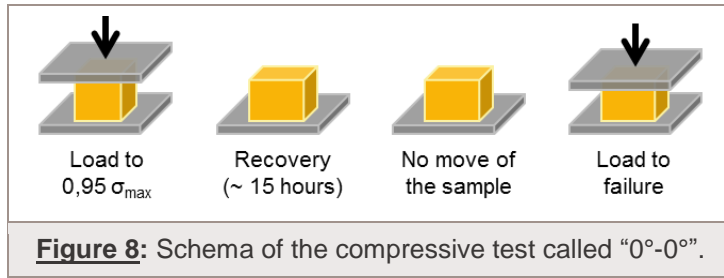 Load to
0,95 σmax
Recovery
(~ 15 hours)
No move of
the sample
Load to
failure
Figure 8: Schema of the compressive test called “0°-0°”.